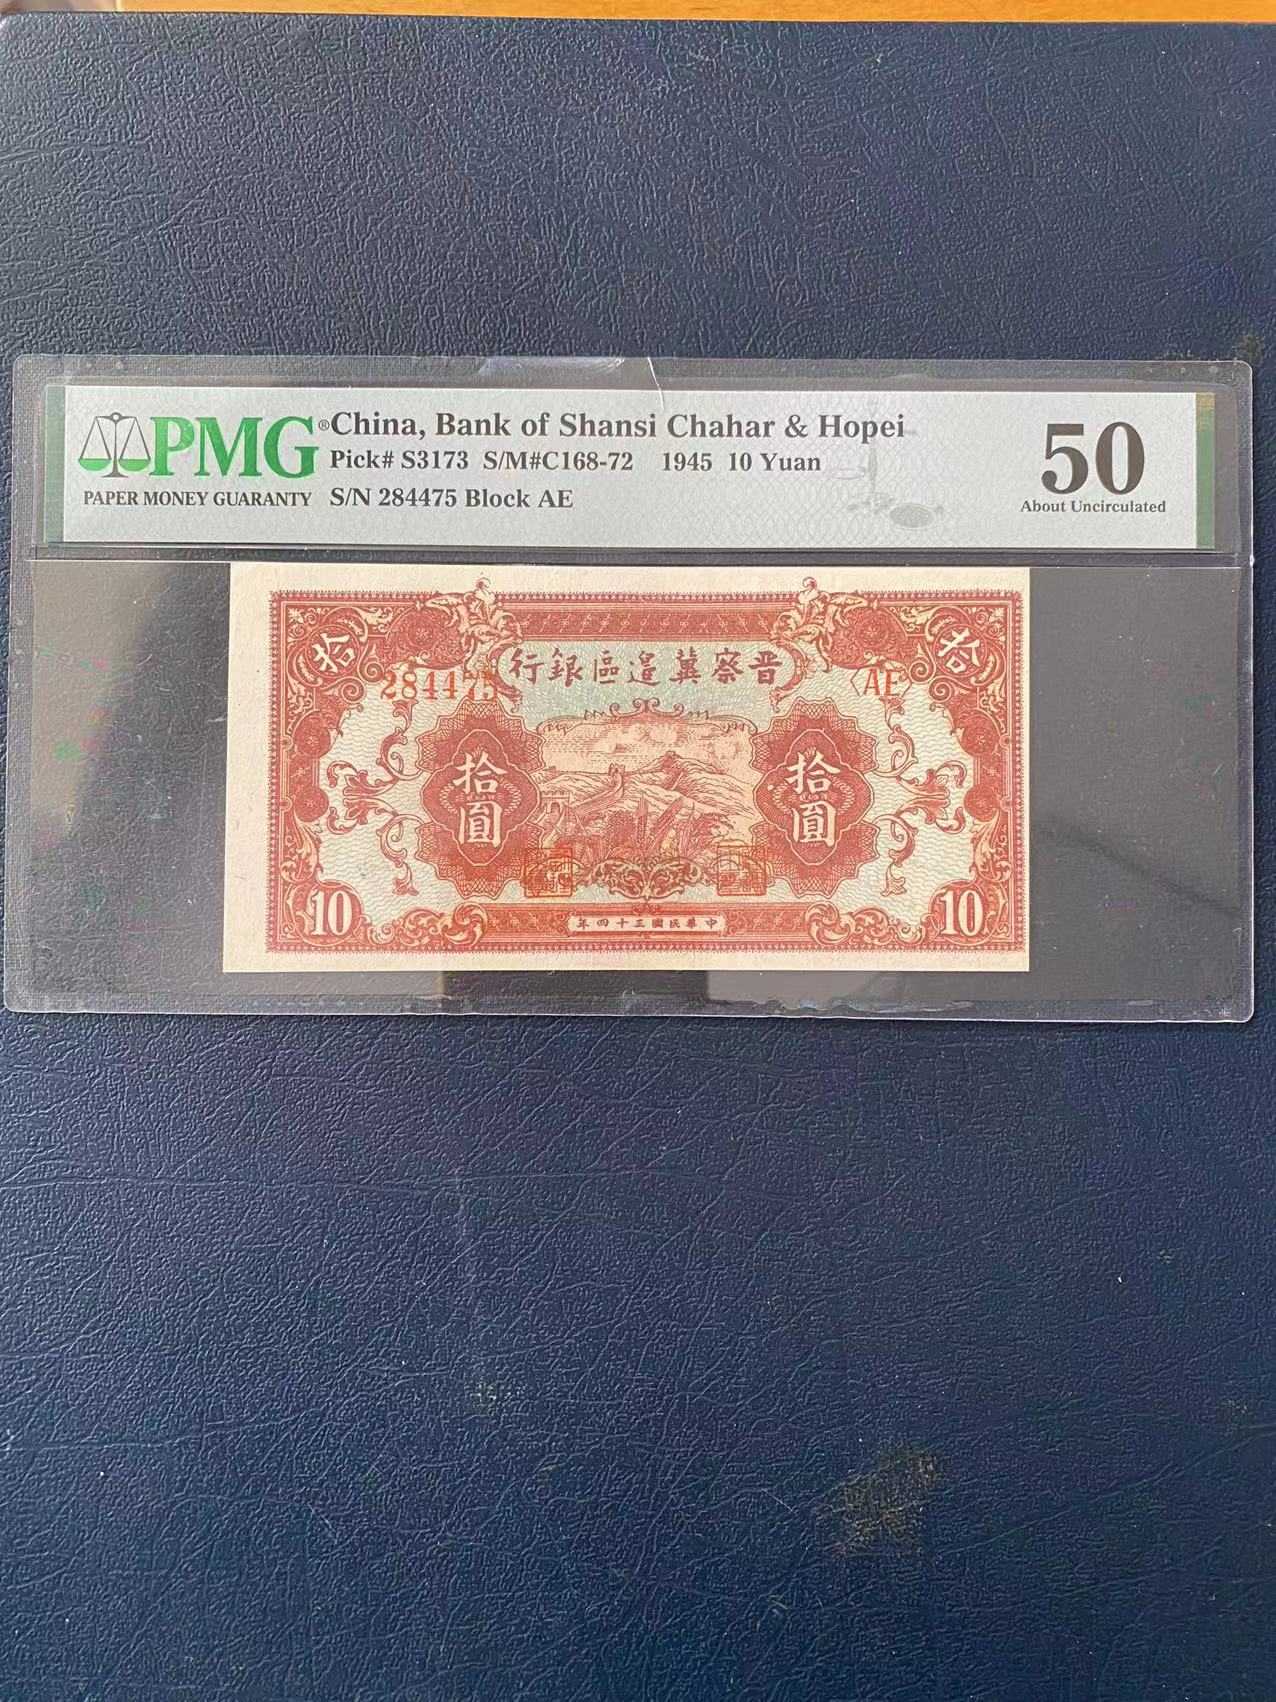 PMG®
PAPER MONEY GUARANTY
China, Bank of Shansi Chahar & Hopei
Pick# S3173 S/M#C168-72 1945 10 Yuan
S/N 284475 Block AE
50
About Uncirculated
拾
拾
行銀區邊冀察晋
284475
〈AE〉
拾圓
拾圓
10
10
年四十三國民華中